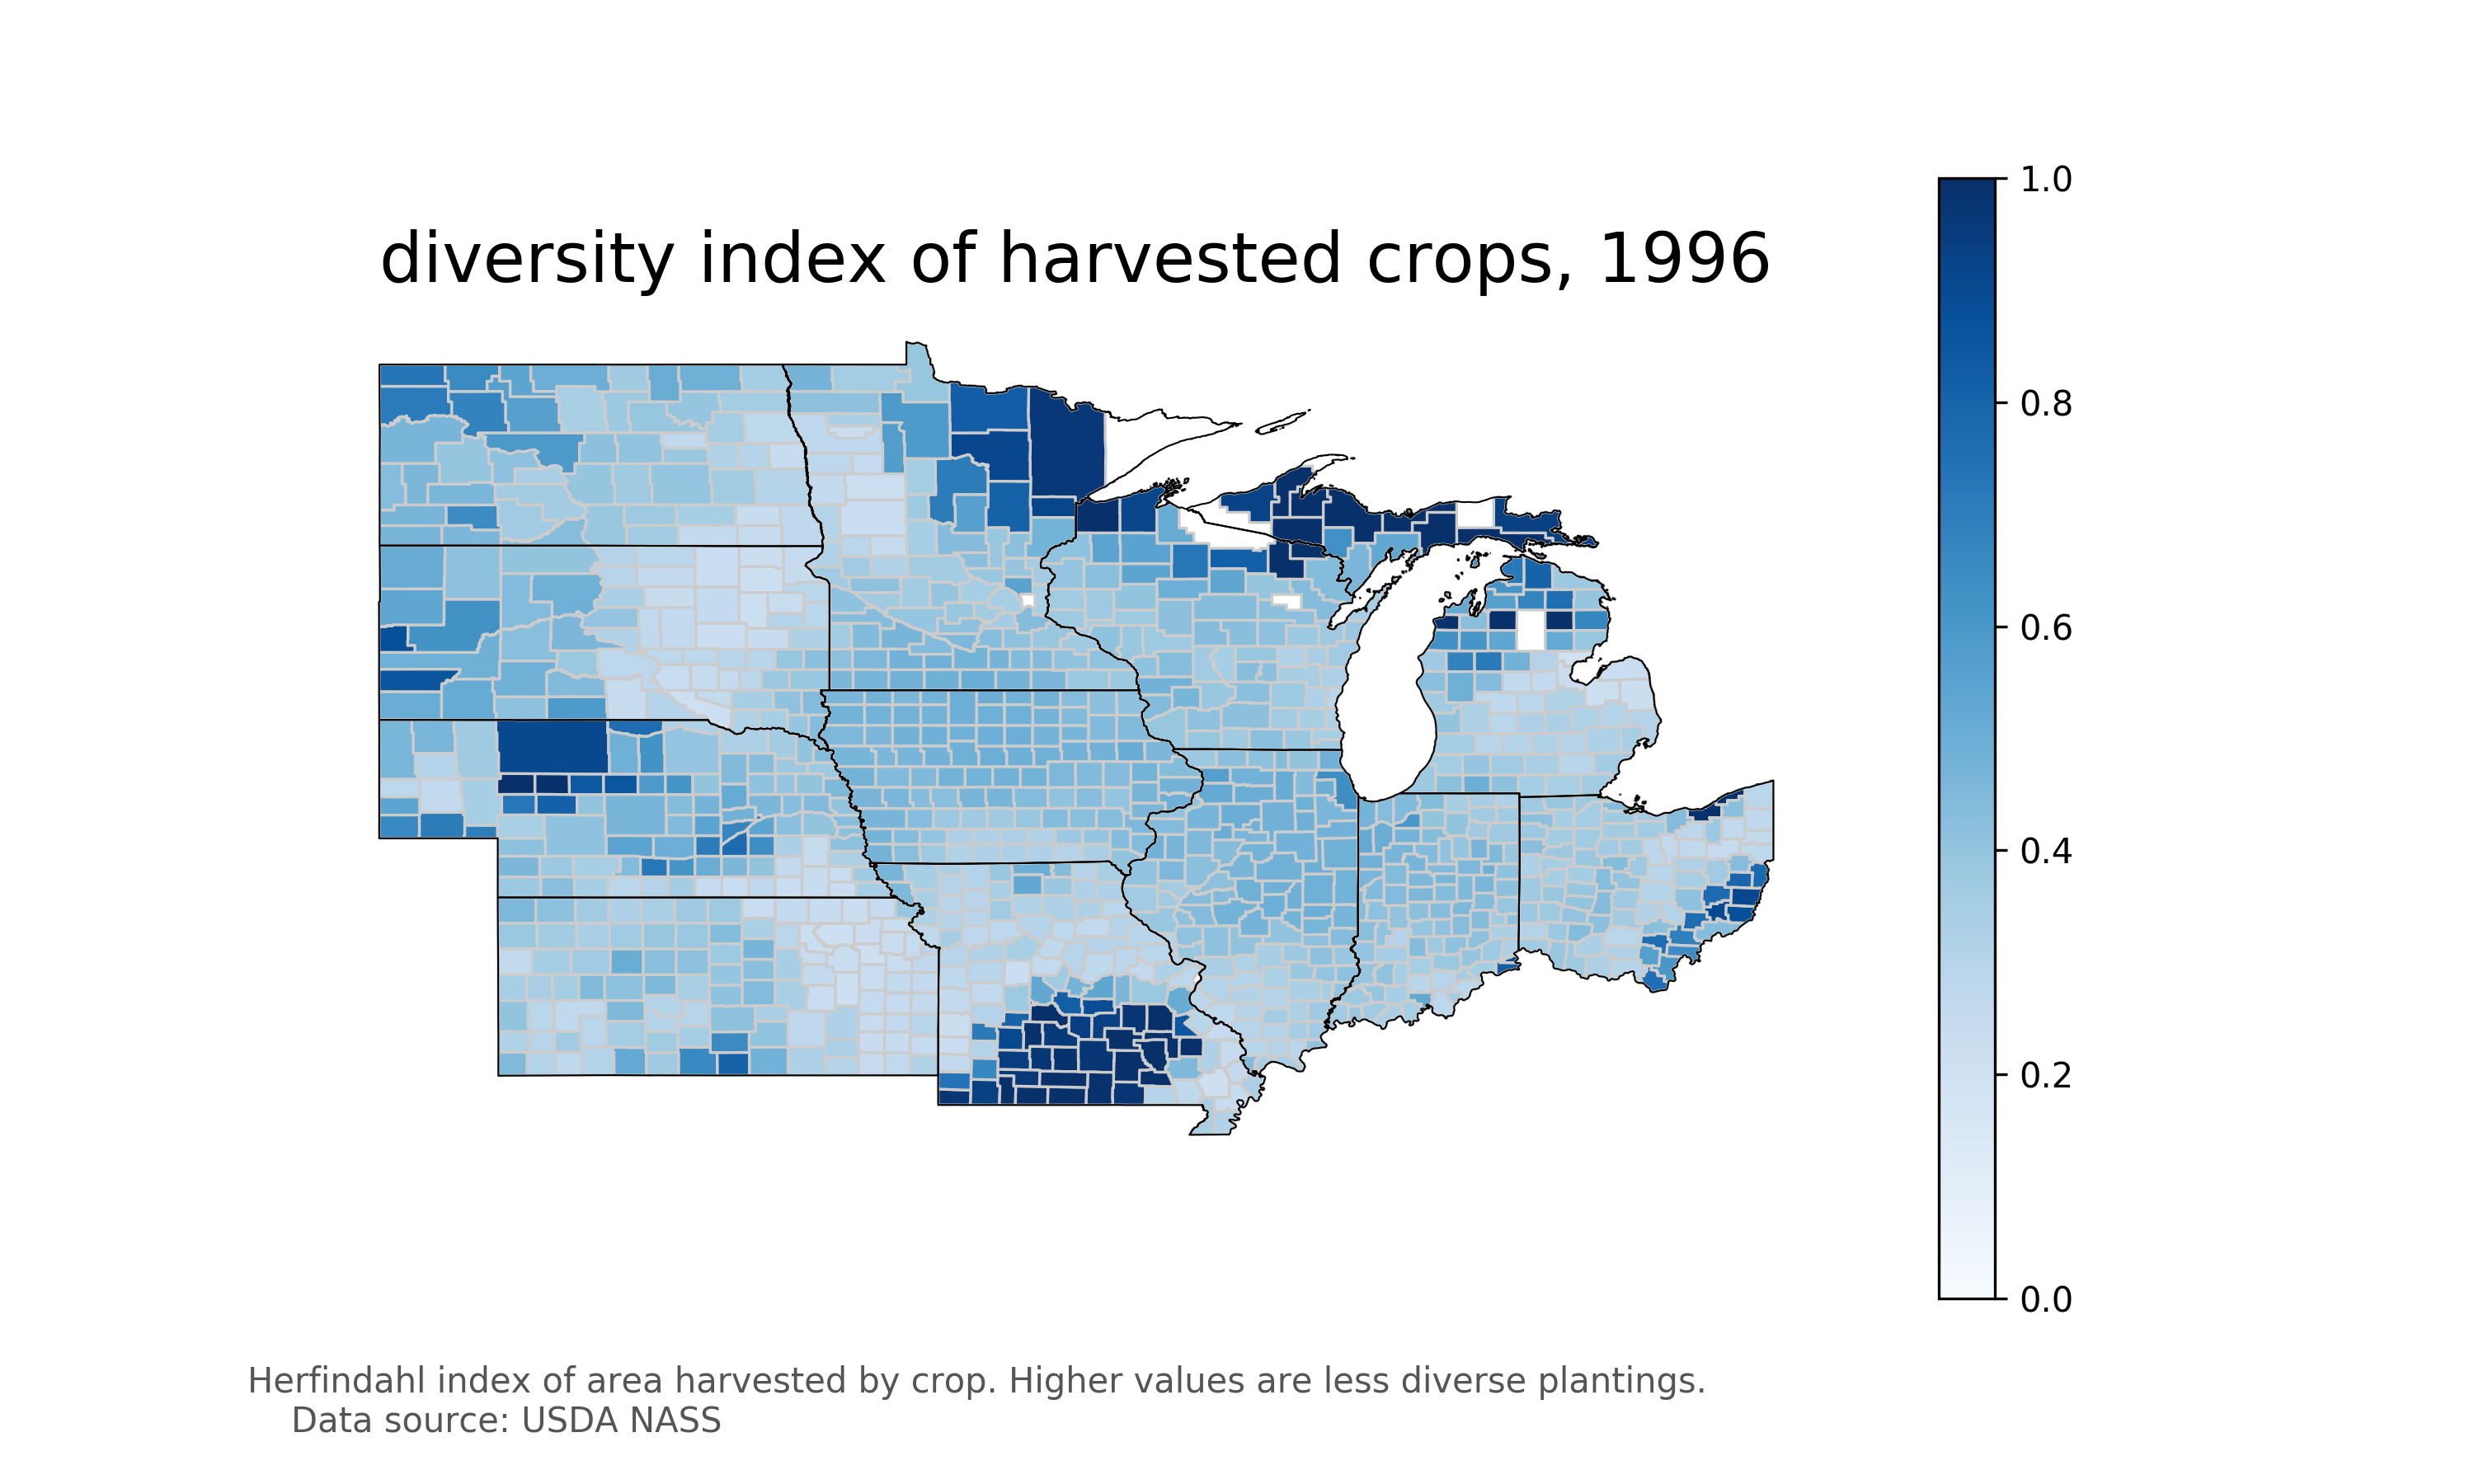 diversity index of harvested crops, 1996
1.0
0.8
0.6
0.4
0.2
0.0
Herfindahl index of area harvested by crop. Higher values are less diverse plantings.
Data source: USDA NASS